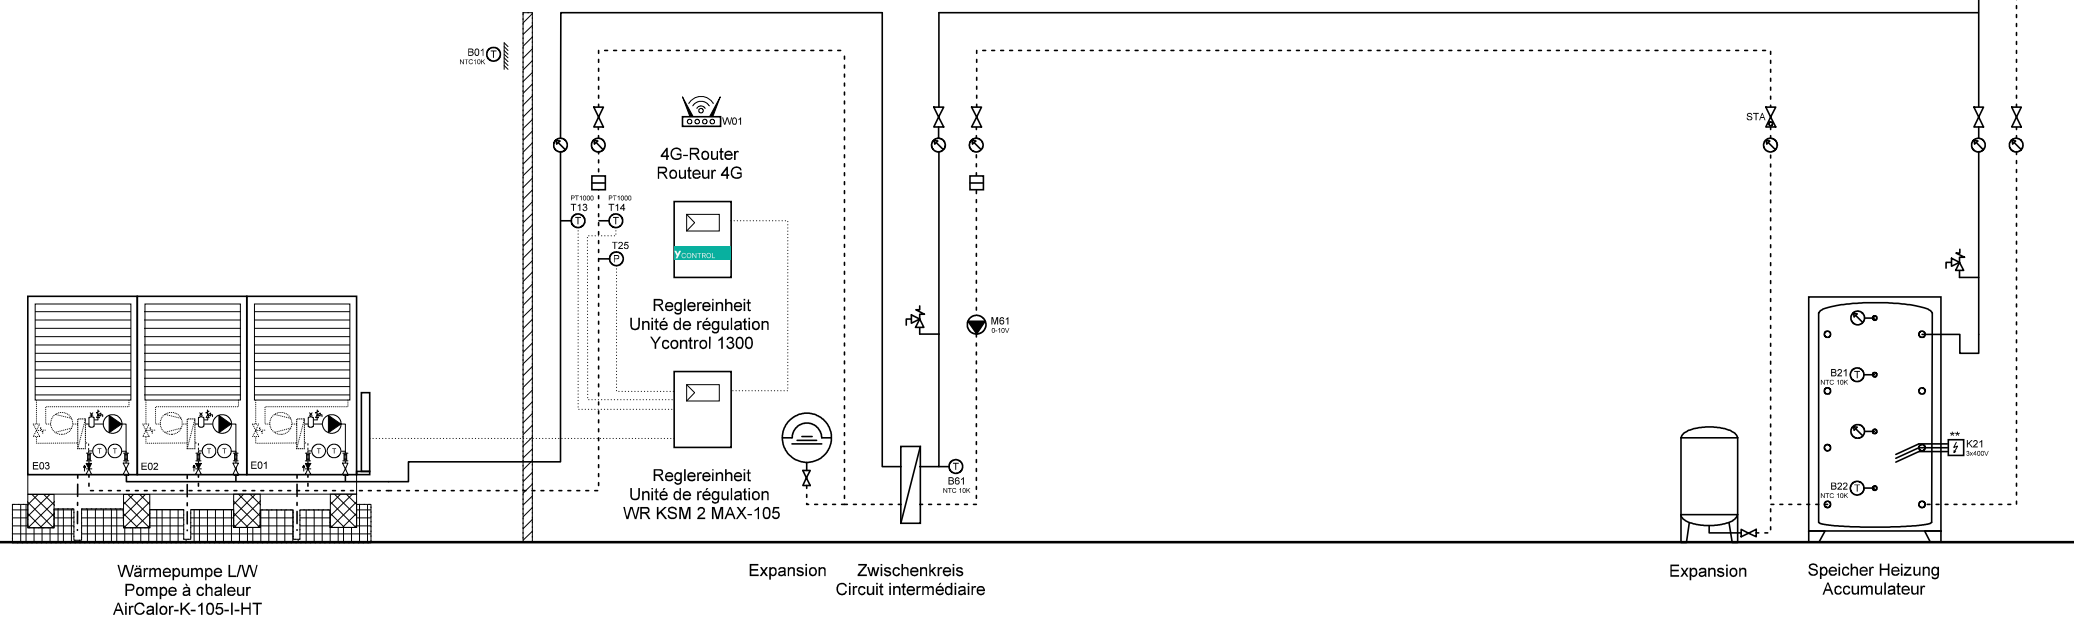 B01
NTC10K
W01
4G-Router
Routeur 4G
PT1000
T13
PT1000
T14
T25
YCONTROL
Reglereinheit
Unité de régulation
Ycontrol 1300
Reglereinheit
Unité de régulation
WR KSM 2 MAX-105
E03
E02
E01
Wärmepumpe L/W
Pompe à chaleur
AirCalor-K-105-I-HT
M61
0-10V
B61
NTC 10K
Expansion
Zwischenkreis
Circuit intermédiaire
STA
B21
NTC 10K
**
K21
3x400V
B22
NTC 10K
Expansion
Speicher Heizung
Accumulateur
T
T
T
P
T
T
T
T
T
T
T
T
T